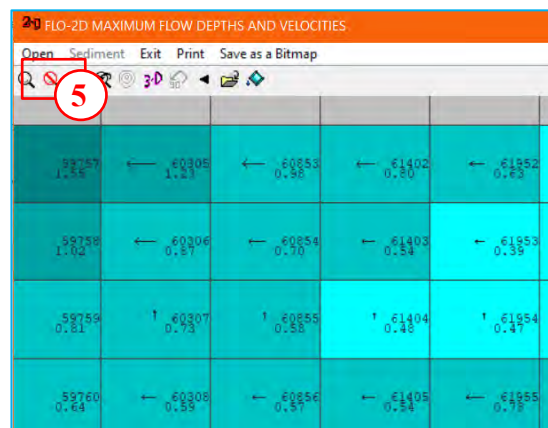 2-D FLO-2D MAXIMUM FLOW DEPTHS AND VELOCITIES
Open Sediment Exit Print Save as a Bitmap
3-D
5
59757 60305 60853 61402 61952
1.55 1.23 0.98 0.80 0.63
59758 60306 60854 61403 61953
1.02 0.87 0.70 0.54 0.39
59759 60307 60855 61404 61954
0.81 0.73 0.58 0.48 0.47
59760 60308 60856 61405 61955
0.64 0.59 0.57 0.54